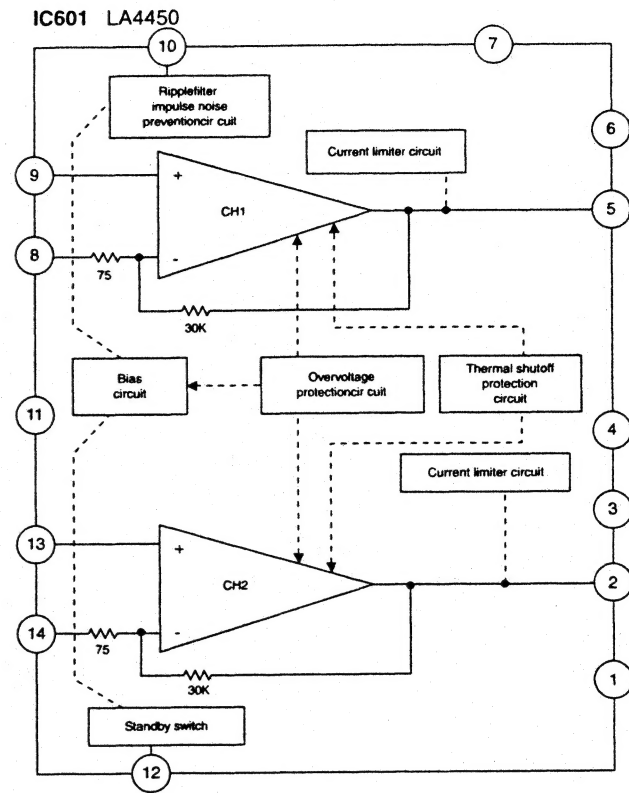 IC601 LA4450
10
7
Ripplefilter
impulse noise
preventioncir cuit
6
Current limiter circuit
9
+
CH1
5
8
75
-
30K
Bias
circuit
Overvoltage
protectioncir cuit
Thermal shutoff
protection
circuit
11
4
Current limiter circuit
3
13
+
CH2
2
14
75
-
30K
1
Standby switch
12